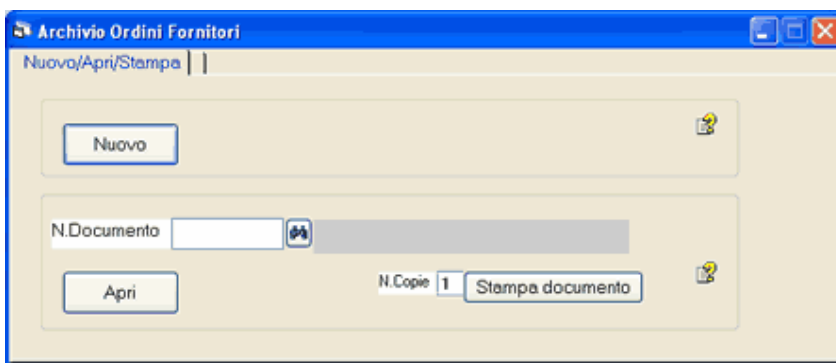 Archivio Ordini Fornitori
Nuovo/Apri/Stampa
Nuovo
N.Documento
N.Copie 1 Stampa documento
Apri